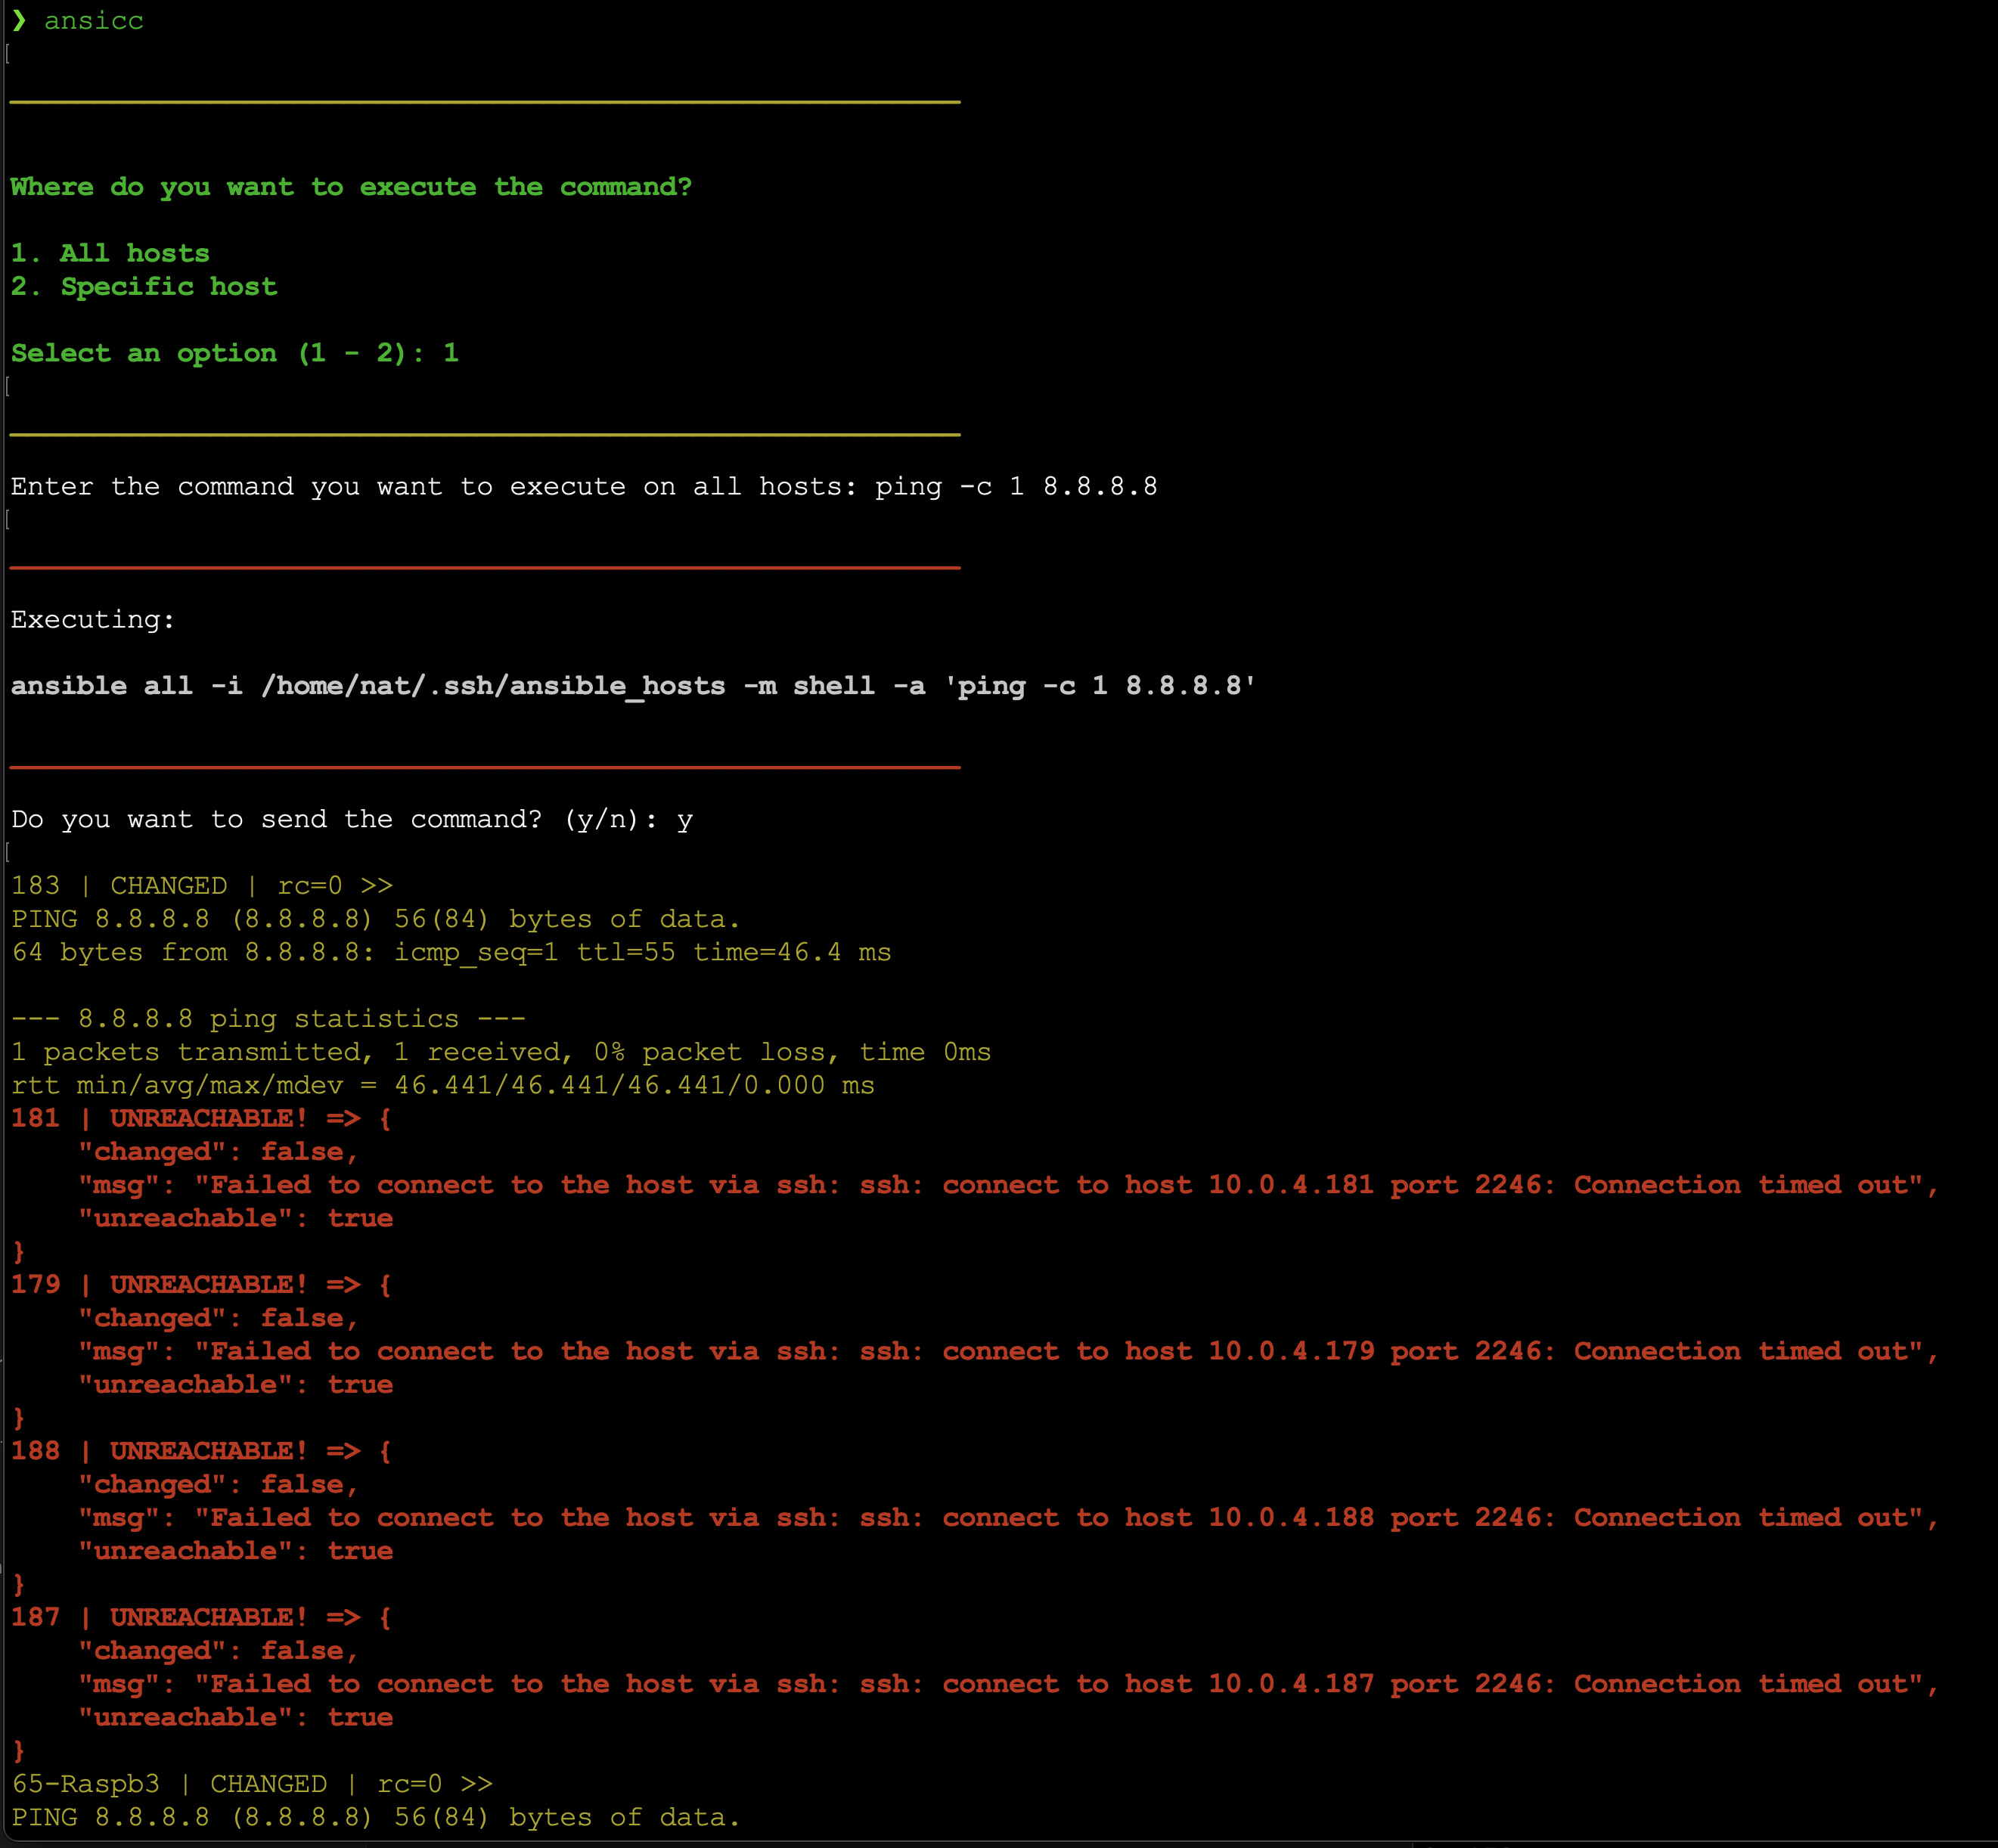 ❯ ansicc
[
Where do you want to execute the command?
1. All hosts
2. Specific host
Select an option (1 - 2): 1
[
Enter the command you want to execute on all hosts: ping -c 1 8.8.8.8
[
Executing:
ansible all -i /home/nat/.ssh/ansible_hosts -m shell -a 'ping -c 1 8.8.8.8'
Do you want to send the command? (y/n): y
[
183 | CHANGED | rc=0 >>
PING 8.8.8.8 (8.8.8.8) 56(84) bytes of data.
64 bytes from 8.8.8.8: icmp_seq=1 ttl=55 time=46.4 ms
--- 8.8.8.8 ping statistics ---
1 packets transmitted, 1 received, 0% packet loss, time 0ms
rtt min/avg/max/mdev = 46.441/46.441/46.441/0.000 ms
181 | UNREACHABLE! => {
    "changed": false,
    "msg": "Failed to connect to the host via ssh: ssh: connect to host 10.0.4.181 port 2246: Connection timed out",
    "unreachable": true
}
179 | UNREACHABLE! => {
    "changed": false,
    "msg": "Failed to connect to the host via ssh: ssh: connect to host 10.0.4.179 port 2246: Connection timed out",
    "unreachable": true
}
188 | UNREACHABLE! => {
    "changed": false,
    "msg": "Failed to connect to the host via ssh: ssh: connect to host 10.0.4.188 port 2246: Connection timed out",
    "unreachable": true
}
187 | UNREACHABLE! => {
    "changed": false,
    "msg": "Failed to connect to the host via ssh: ssh: connect to host 10.0.4.187 port 2246: Connection timed out",
    "unreachable": true
}
65-Raspb3 | CHANGED | rc=0 >>
PING 8.8.8.8 (8.8.8.8) 56(84) bytes of data.